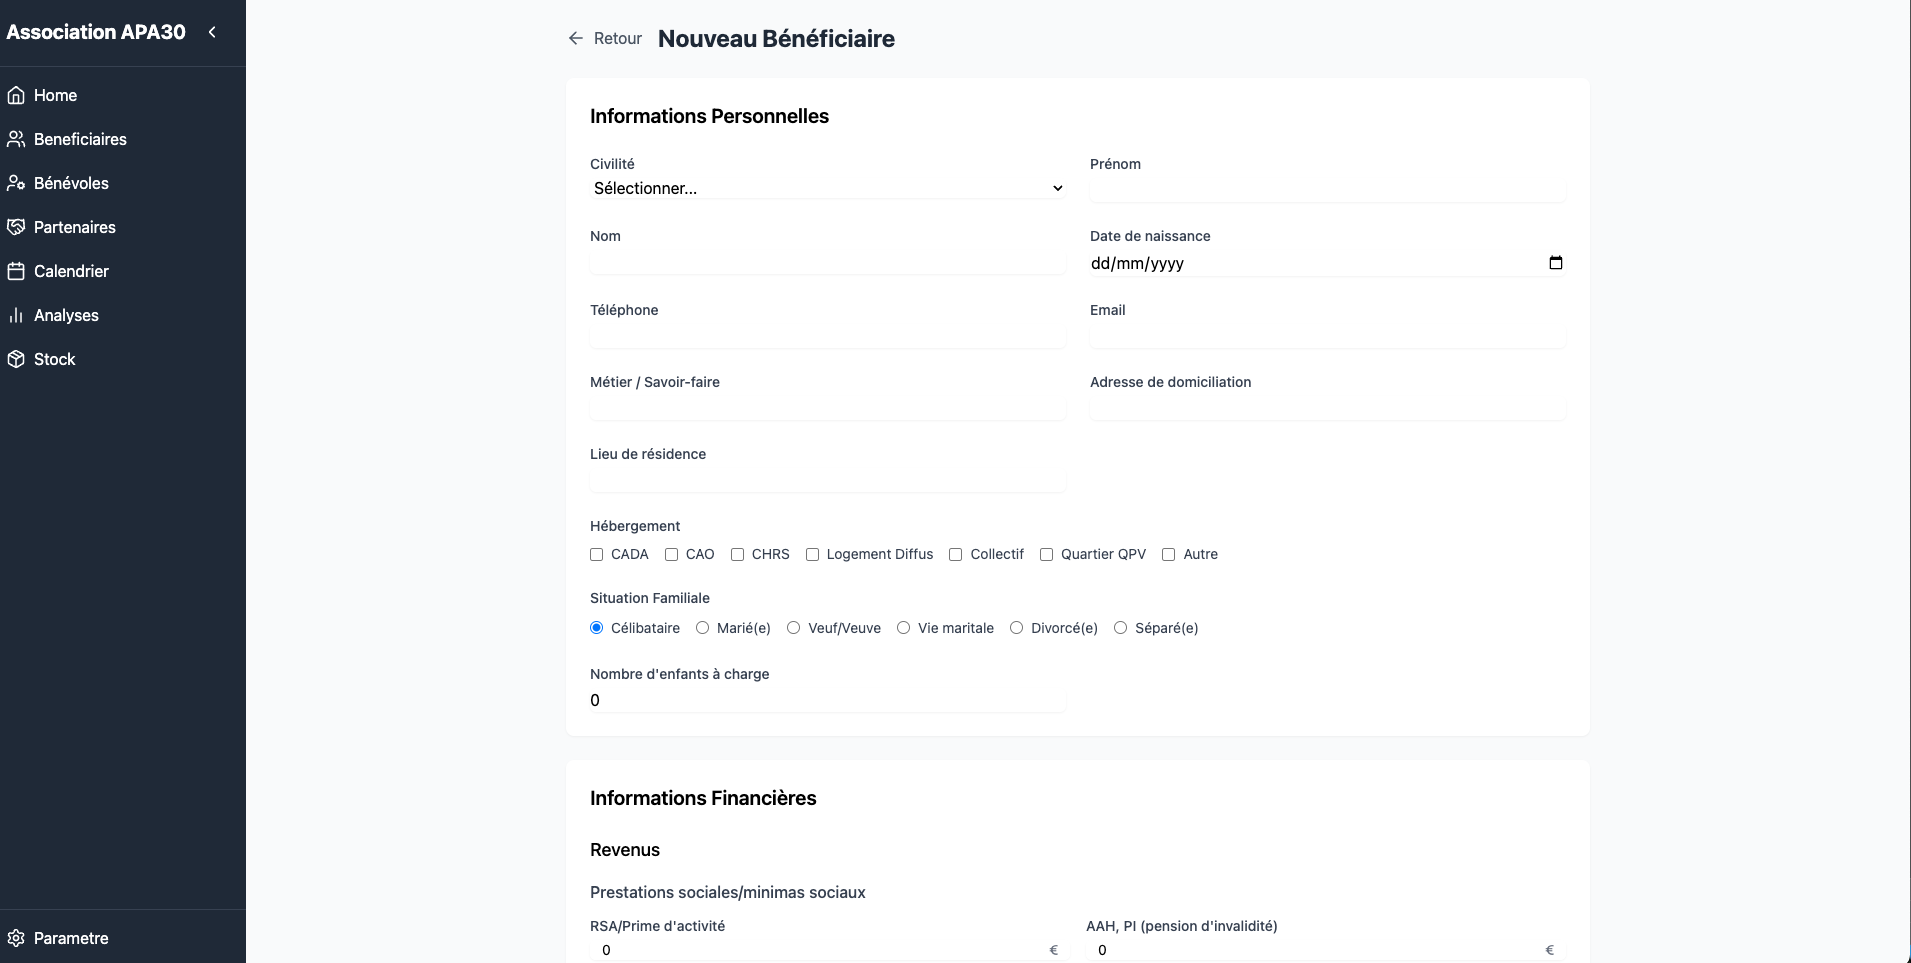 Association APA30
Home
Beneficiaires
Bénévoles
Partenaires
Calendrier
Analyses
Stock
Parametre
Retour Nouveau Bénéficiaire
Informations Personnelles
Civilité Prénom
Sélectionner...
Nom Date de naissance
dd/mm/yyyy
Téléphone Email
Métier / Savoir-faire Adresse de domiciliation
Lieu de résidence
Hébergement
CADA CAO CHRS Logement Diffus Collectif Quartier QPV Autre
Situation Familiale
Célibataire Marié(e) Veuf/Veuve Vie maritale Divorcé(e) Séparé(e)
Nombre d'enfants à charge
0
Informations Financières
Revenus
Prestations sociales/minimas sociaux
RSA/Prime d'activité AAH, PI (pension d'invalidité)
0 € 0 €